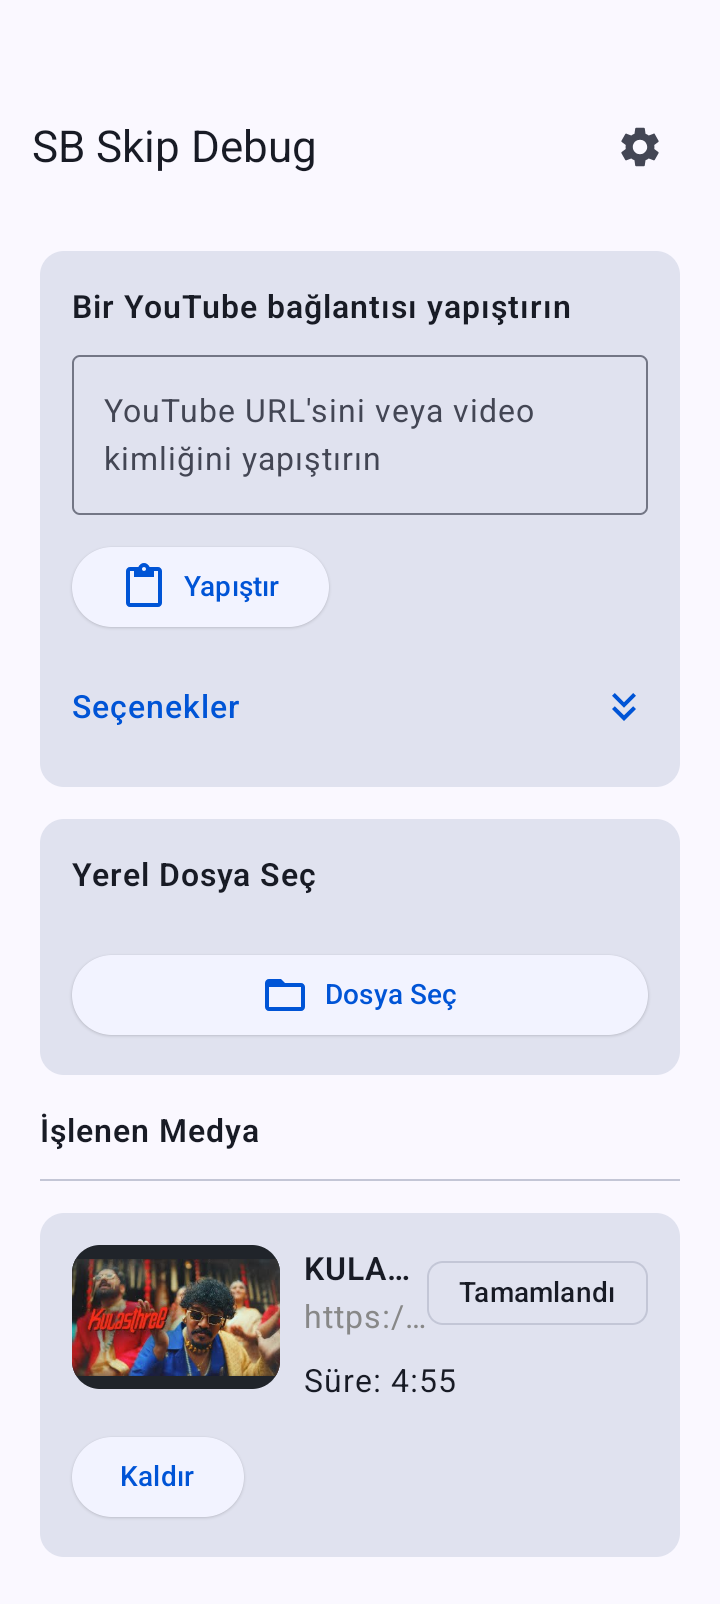 SB Skip Debug
Bir YouTube bağlantısı yapıştırın
YouTube URL'sini veya video
kimliğini yapıştırın
Yapıştır
Seçenekler
Yerel Dosya Seç
Dosya Seç
İşlenen Medya
Kulasthree
KULA...
Tamamlandı
https:/...
Süre: 4:55
Kaldır